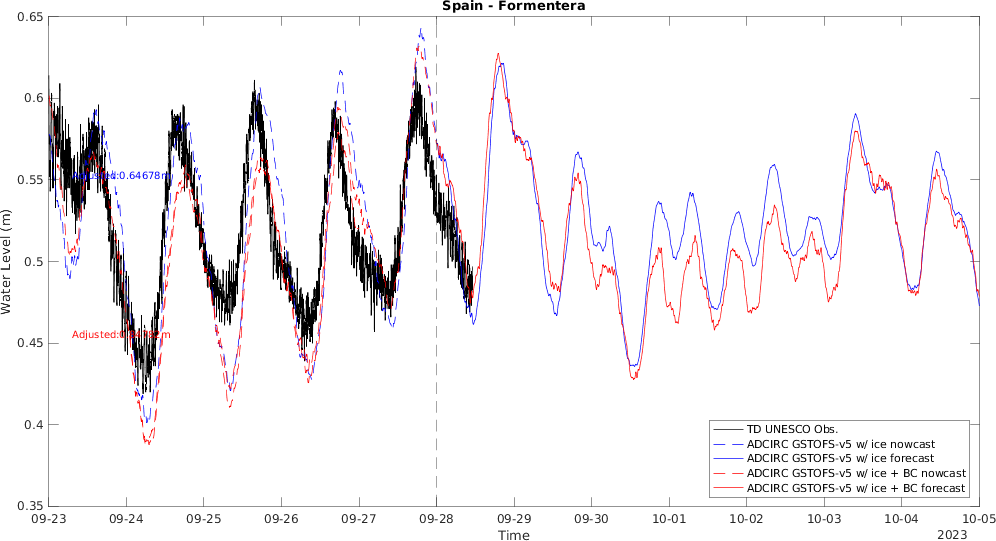 Spain - Formentera
Water Level (m)
0.65
0.6
0.55
0.5
0.45
0.4
0.35
Adjusted:0.64678m
Adjusted: m
TD UNESCO Obs.
ADCIRC GSTOFS-v5 w/ ice nowcast
ADCIRC GSTOFS-v5 w/ ice forecast
ADCIRC GSTOFS-v5 w/ ice + BC nowcast
ADCIRC GSTOFS-v5 w/ ice + BC forecast
09-23 09-24 09-25 09-26 09-27 09-28 09-29 09-30 10-01 10-02 10-03 10-04 10-05
Time
2023